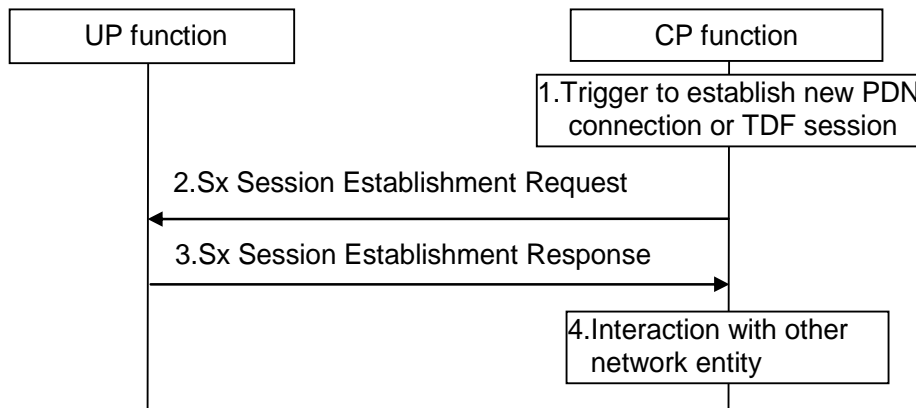 UP function
CP function
1.Trigger to establish new PDN
connection or TDF session
2.Sx Session Establishment Request
3.Sx Session Establishment Response
4.Interaction with other
network entity